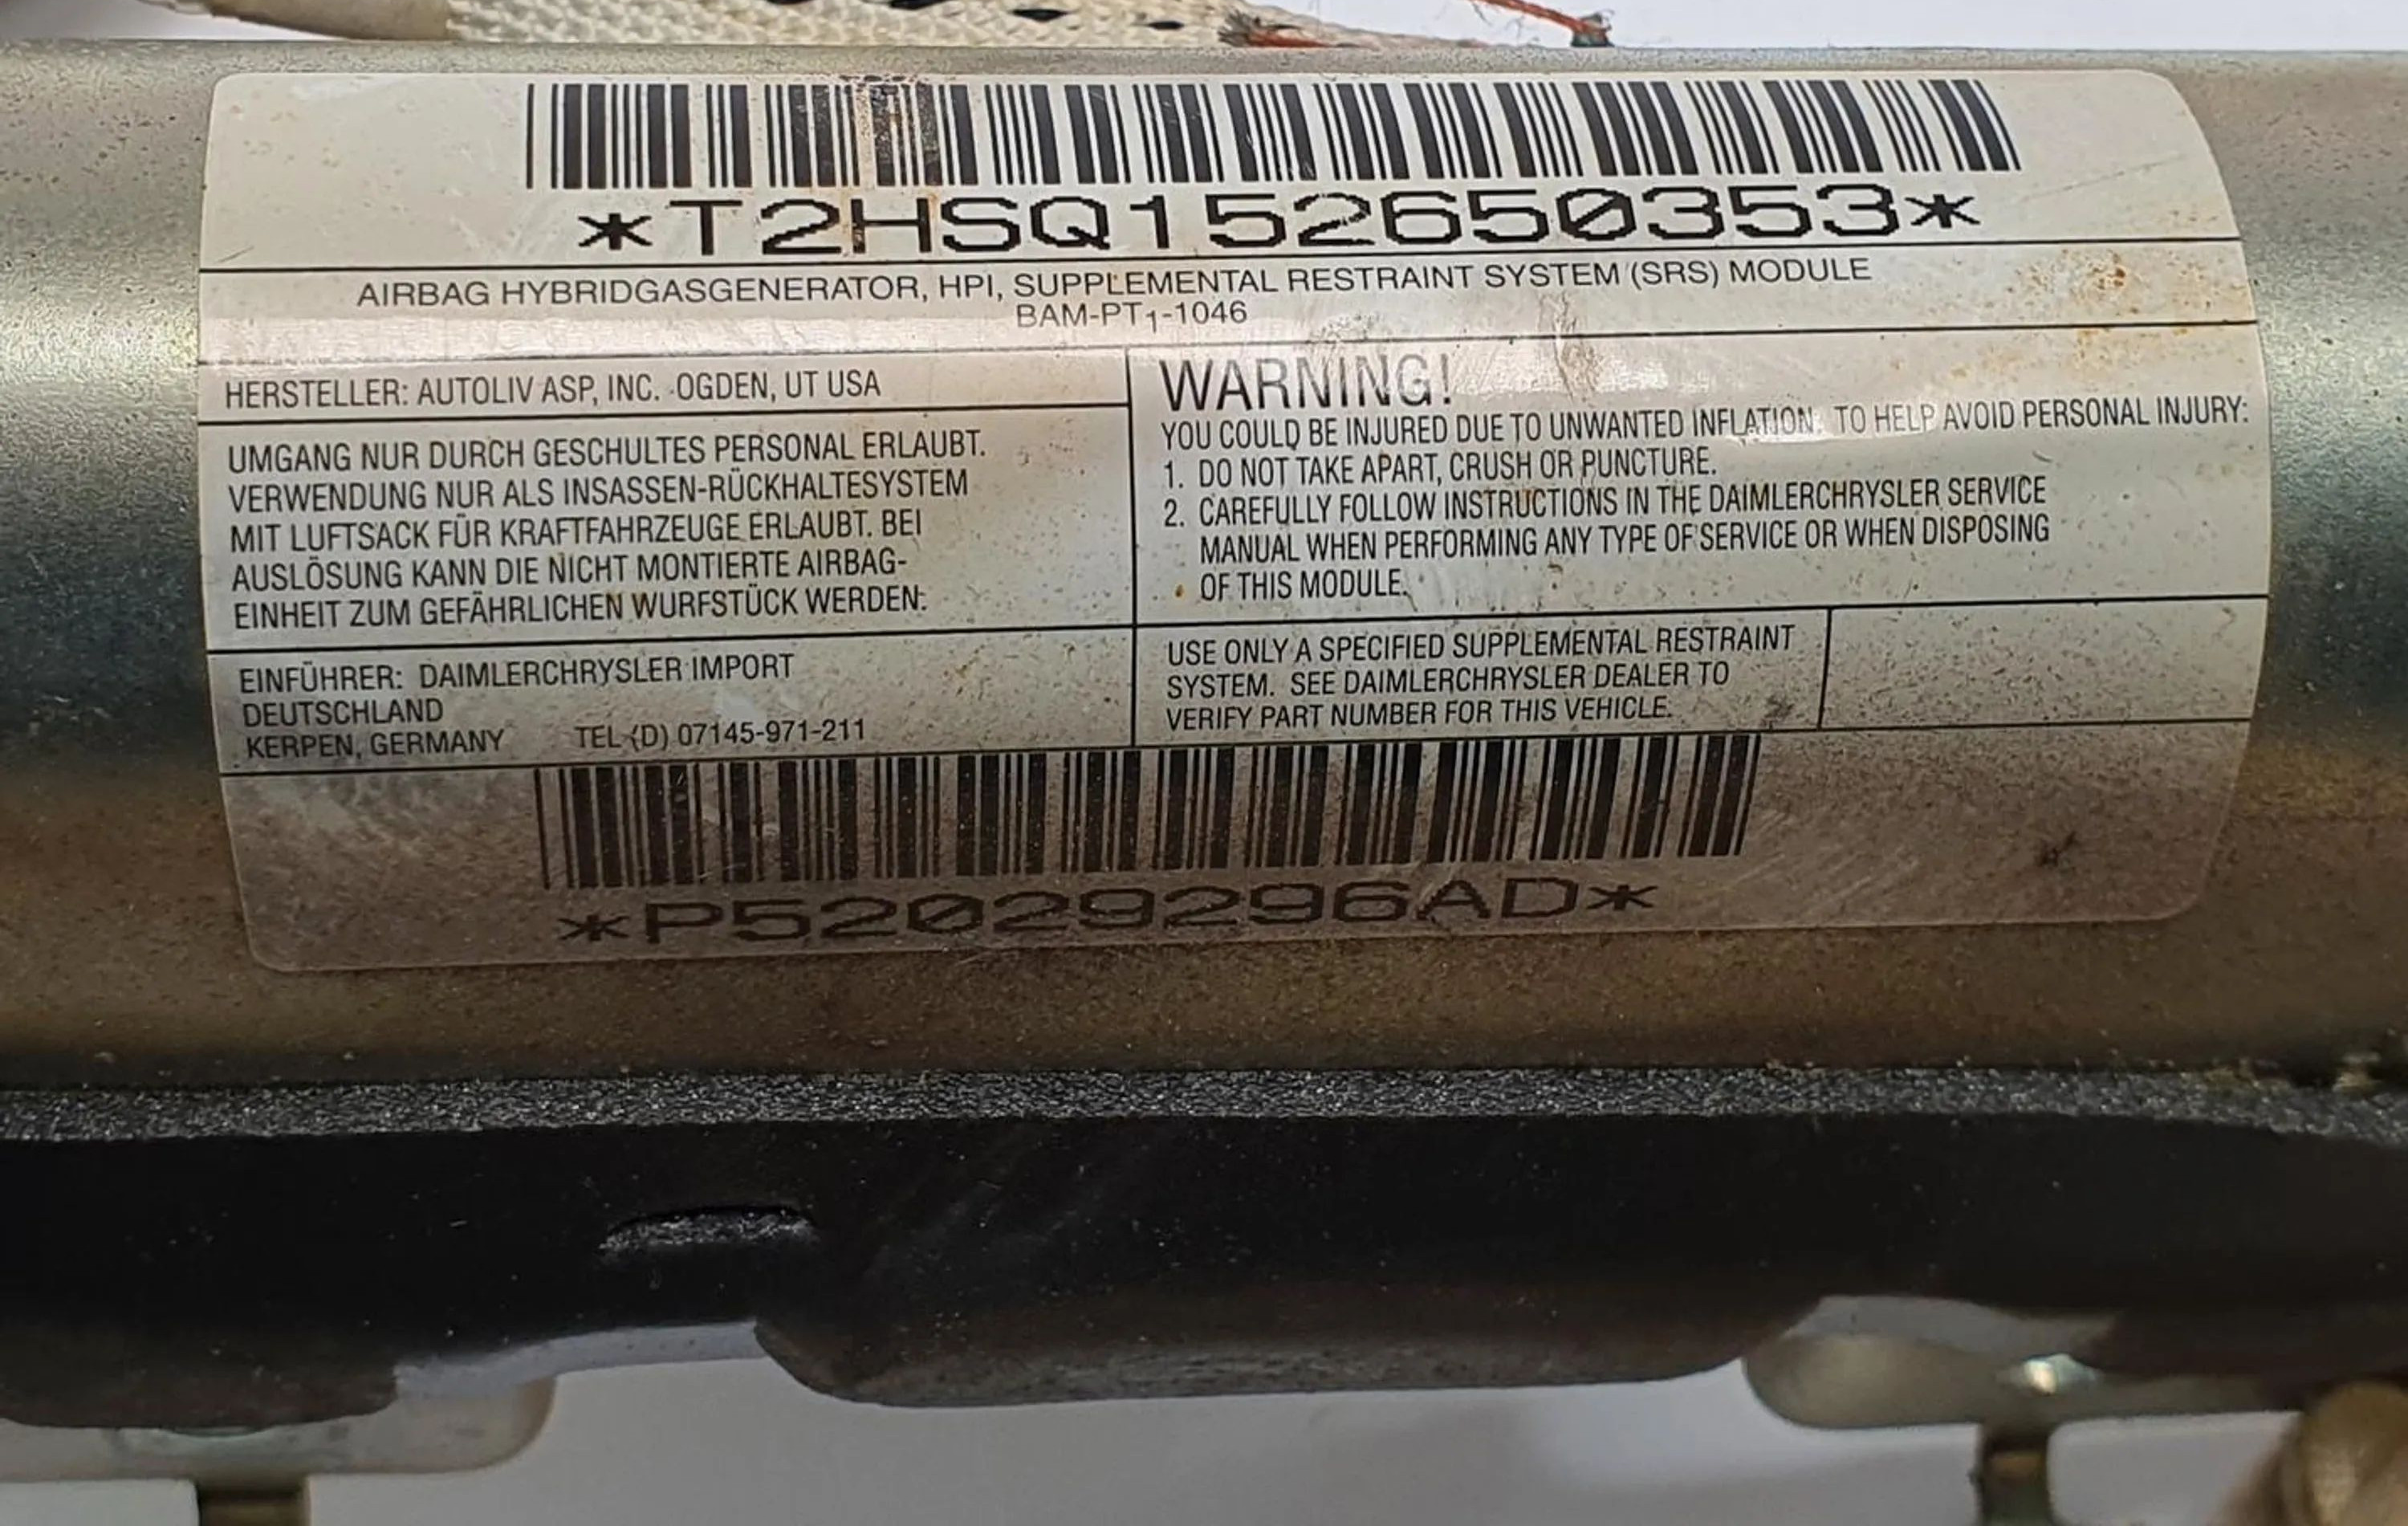 *T2HSQ152650353*
AIRBAG HYBRIDGASGENERATOR, HPI, SUPPLEMENTAL RESTRAINT SYSTEM (SRS) MODULE
BAM-PT1-1046
HERSTELLER: AUTOLIV ASP, INC. OGDEN, UT USA
UMGANG NUR DURCH GESCHULTES PERSONAL ERLAUBT.
VERWENDUNG NUR ALS INSASSEN-RÜCKHALTESYSTEM
MIT LUFTSACK FÜR KRAFTFAHRZEUGE ERLAUBT. BEI
AUSLÖSUNG KANN DIE NICHT MONTIERTE AIRBAG-
EINHEIT ZUM GEFÄHRLICHEN WURFSTÜCK WERDEN.
EINFÜHRER: DAIMLERCHRYSLER IMPORT
DEUTSCHLAND
KERPEN, GERMANY TEL (D) 07145-971-211
WARNING!
YOU COULD BE INJURED DUE TO UNWANTED INFLATION. TO HELP AVOID PERSONAL INJURY:
1. DO NOT TAKE APART, CRUSH OR PUNCTURE.
2. CAREFULLY FOLLOW INSTRUCTIONS IN THE DAIMLERCHRYSLER SERVICE
MANUAL WHEN PERFORMING ANY TYPE OF SERVICE OR WHEN DISPOSING
OF THIS MODULE.
USE ONLY A SPECIFIED SUPPLEMENTAL RESTRAINT
SYSTEM. SEE DAIMLERCHRYSLER DEALER TO
VERIFY PART NUMBER FOR THIS VEHICLE.
*P52029296AD*